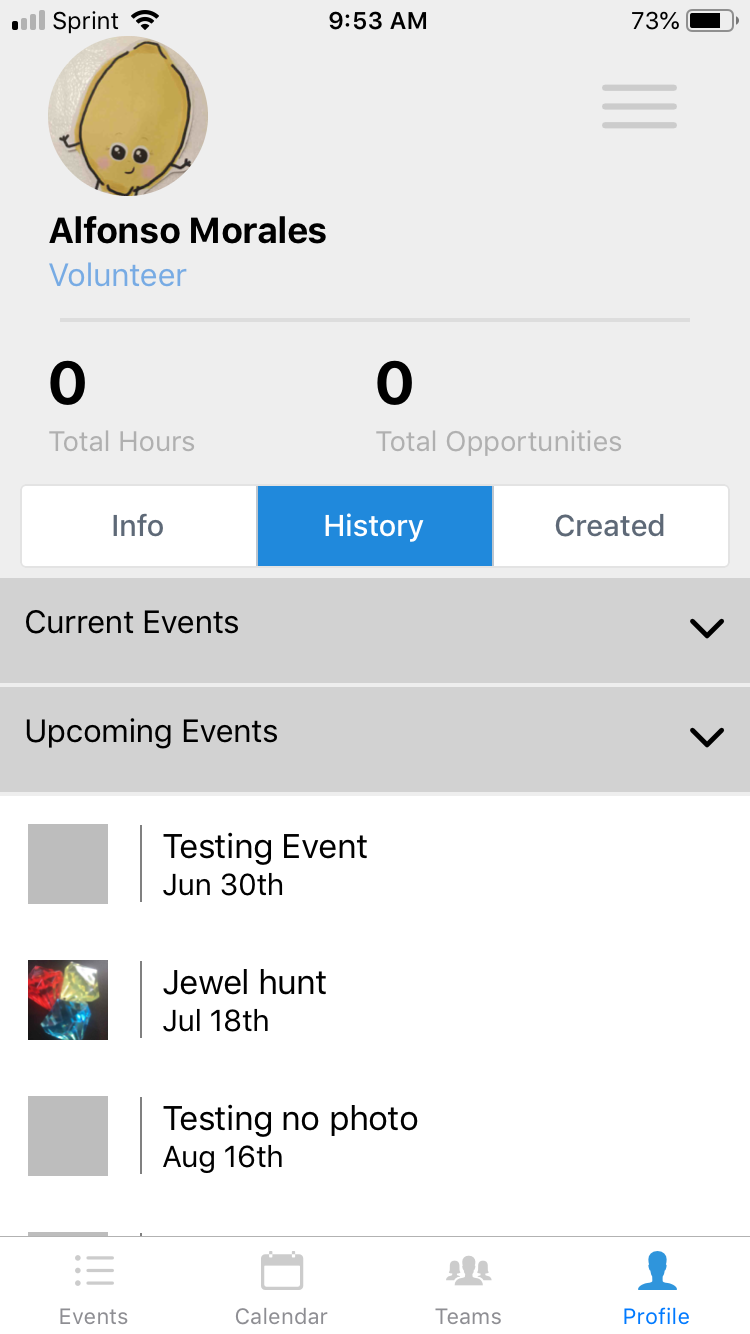 Sprint 9:53 AM 73%
Alfonso Morales
Volunteer
0 0
Total Hours Total Opportunities
Info History Created
Current Events
Upcoming Events
Testing Event
Jun 30th
Jewel hunt
Jul 18th
Testing no photo
Aug 16th
Events Calendar Teams Profile